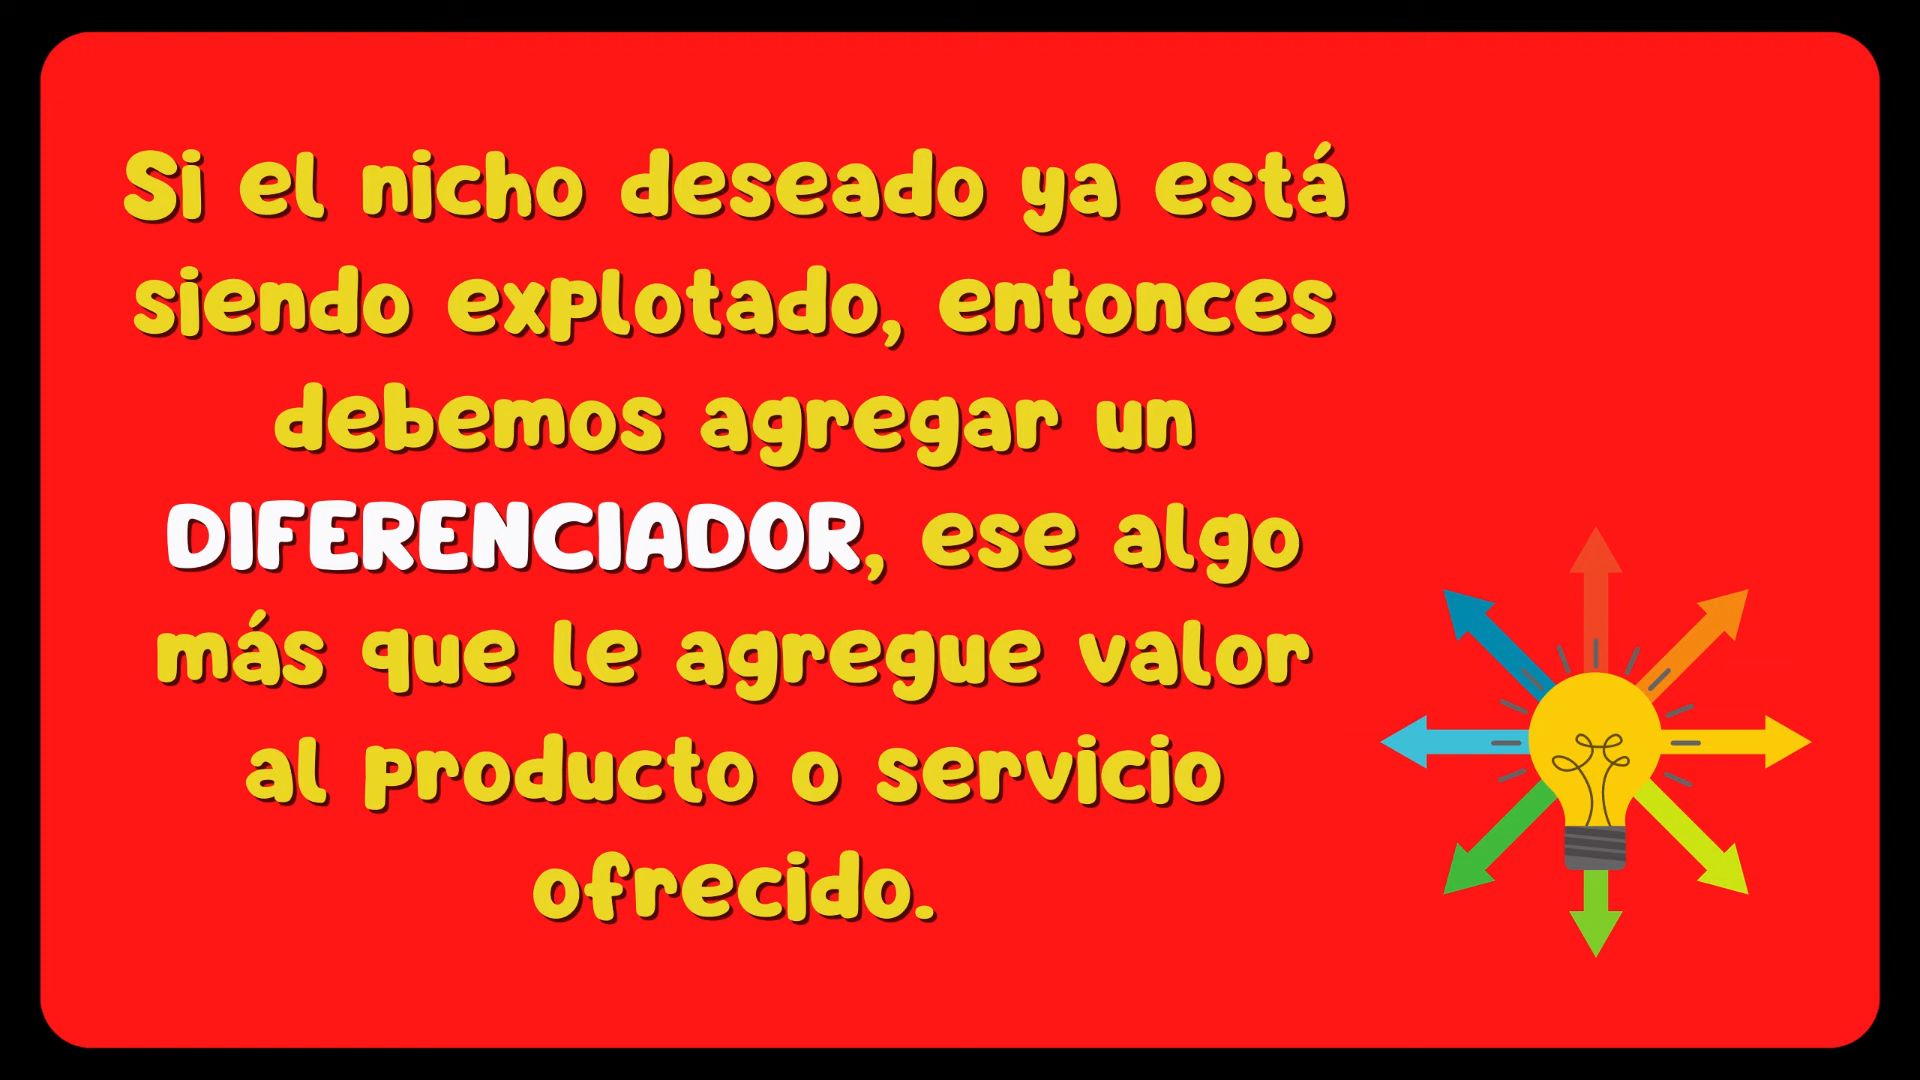 Si el nicho deseado ya está
siendo explotado, entonces
debemos agregar un
DIFERENCIADOR, ese algo
más que le agregue valor
al producto o servicio
ofrecido.